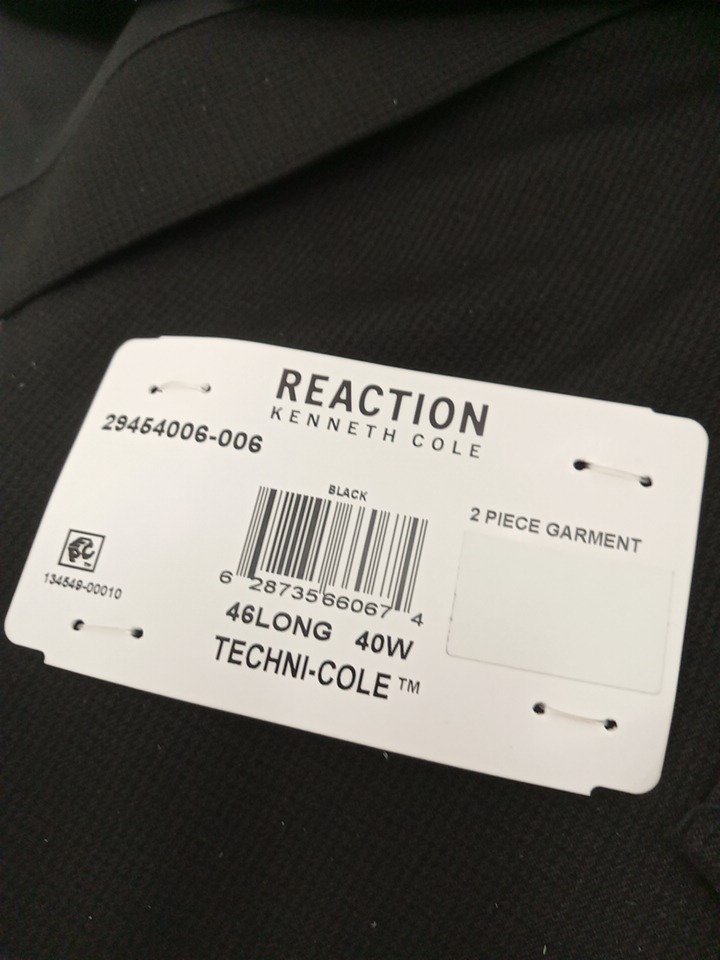 REACTION
KENNETH COLE
29454006-006
BLACK
2 PIECE GARMENT
134549-00010
6 28735 66067 4
46LONG 40W
TECHNI-COLE™